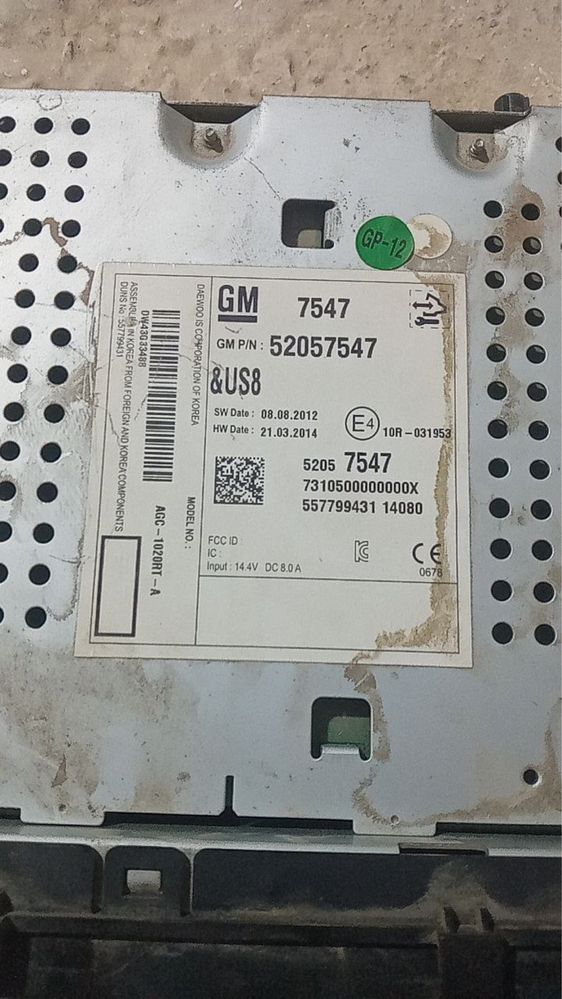 GP-12
GM
7547
GM P/N : 52057547
&US8
SW Date : 08.08.2012
HW Date : 21.03.2014
E4
10R-031953
5205 7547
7310500000000X
557799431 14080
FCC ID :
IC :
Input : 14.4V DC 8.0 A
CE
0678
DAEWOO IS CORPORATION OF KOREA
MODEL NO. :
AGC-1020RT-A
DW43G33488
ASSEMBLED IN KOREA FROM FOREIGN AND KOREA COMPONENTS
DUNS No : 557799431